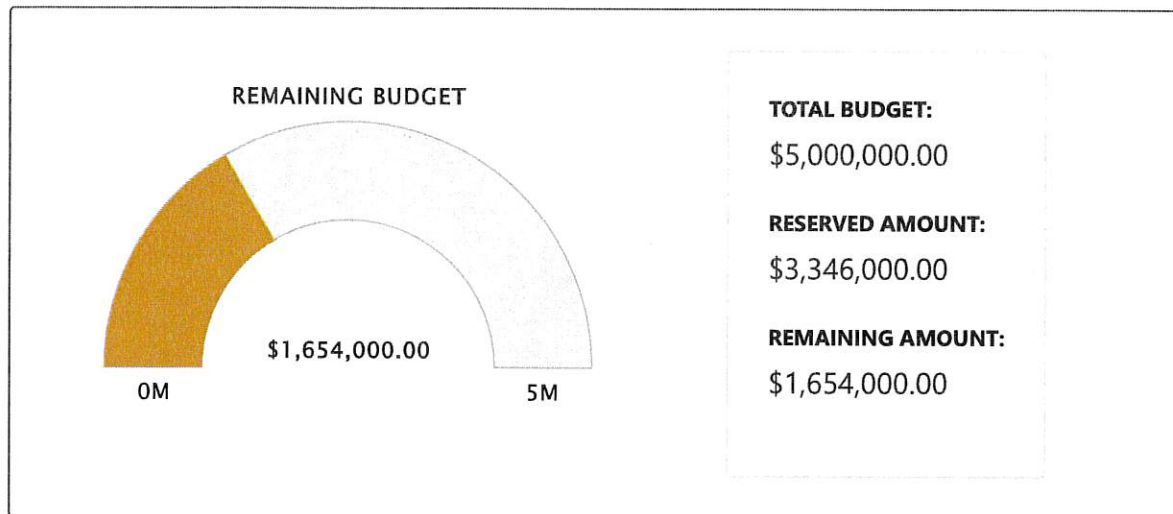 REMAINING BUDGET
$1,654,000.00
0M
5M
TOTAL BUDGET:
$5,000,000.00
RESERVED AMOUNT:
$3,346,000.00
REMAINING AMOUNT:
$1,654,000.00